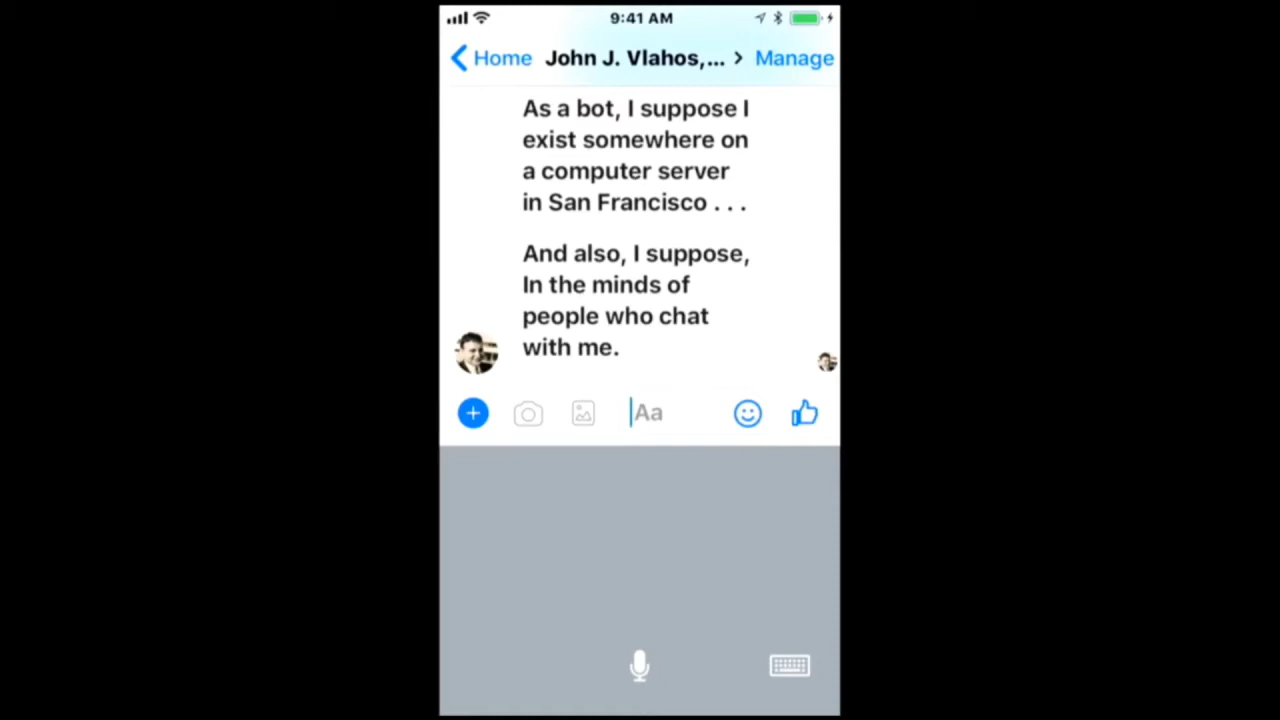 9:41 AM
Home John J. Vlahos,... > Manage
As a bot, I suppose I
exist somewhere on
a computer server
in San Francisco . . .
And also, I suppose,
In the minds of
people who chat
with me.
Aa